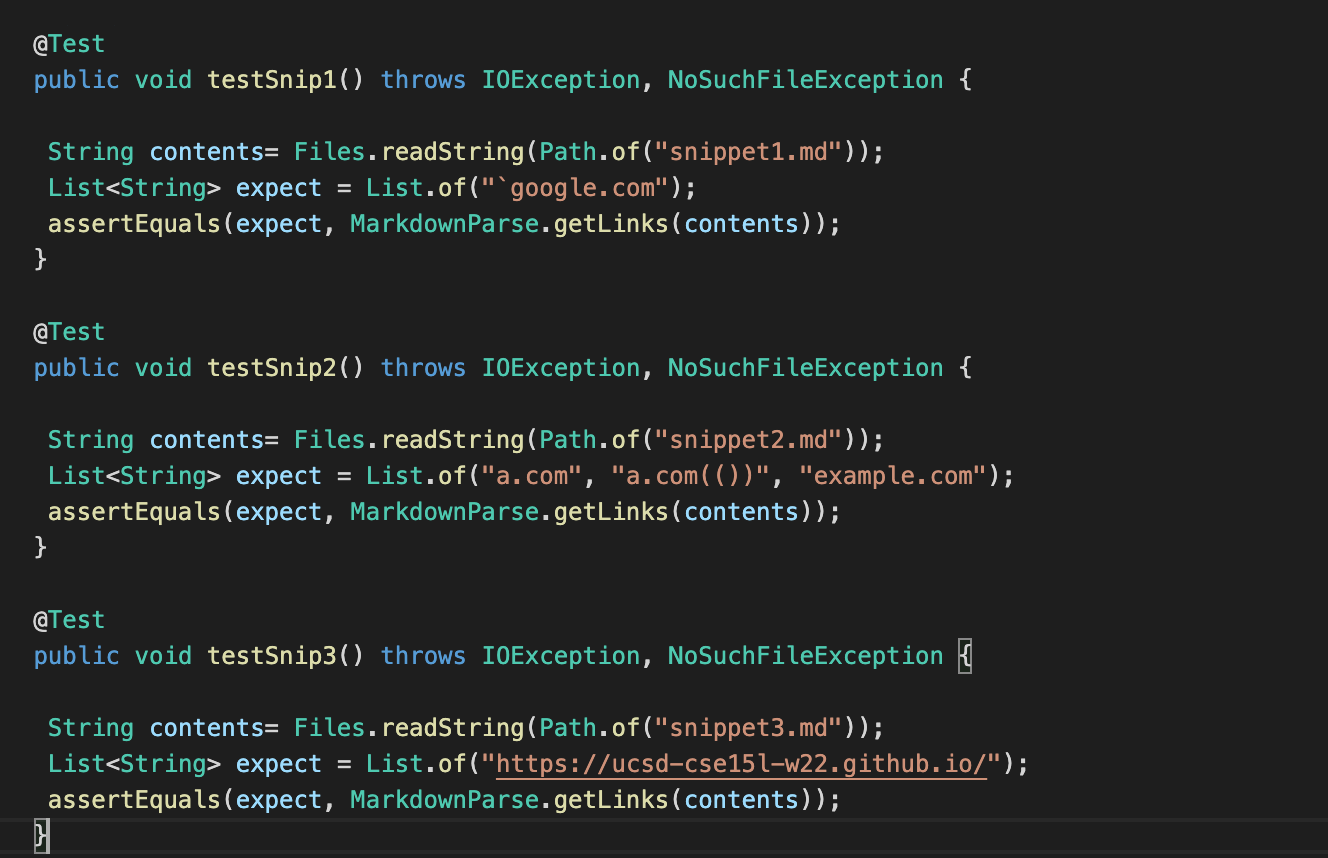 @Test
public void testSnip1() throws IOException, NoSuchFileException {
String contents= Files.readString(Path.of("snippet1.md"));
List<String> expect = List.of("`google.com");
assertEquals(expect, MarkdownParse.getLinks(contents));
}
@Test
public void testSnip2() throws IOException, NoSuchFileException {
String contents= Files.readString(Path.of("snippet2.md"));
List<String> expect = List.of("a.com", "a.com(())", "example.com");
assertEquals(expect, MarkdownParse.getLinks(contents));
}
@Test
public void testSnip3() throws IOException, NoSuchFileException {
String contents= Files.readString(Path.of("snippet3.md"));
List<String> expect = List.of("https://ucsd-cse15l-w22.github.io/");
assertEquals(expect, MarkdownParse.getLinks(contents));
}